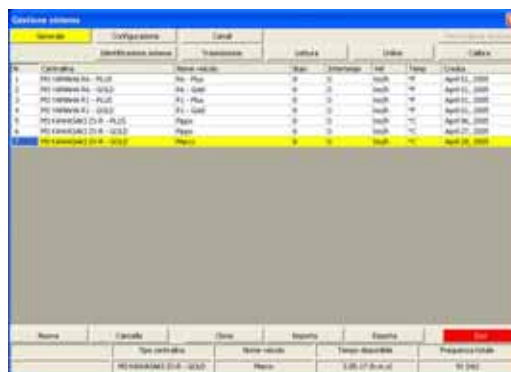 Gestione sistema
Generale Configurazione Canali
Identificazione sistema Trasmissione Lettura Ordine Calibra
N Centralina Nome veicolo Stop Intertempi Vel Temp Creata
1 M3 YAMAHA R6 - PLUS R6 - Plus 0 0 km/h °F April 01, 2005
2 M3 YAMAHA R6 - GOLD R6 - Gold 0 0 km/h °F April 01, 2005
3 M3 YAMAHA R1 - PLUS R1 - Plus 0 0 km/h °F April 01, 2005
4 M3 YAMAHA R1 - GOLD R1 - Gold 0 0 km/h °F April 01, 2005
5 M3 KAWASAKI ZX-R - PLUS Pippo 0 0 km/h °C April 06, 2005
6 M3 KAWASAKI ZX-R - GOLD Pippo 0 0 km/h °C April 27, 2005
M3 KAWASAKI ZX-R - GOLD Marco 0 0 km/h °C April 28, 2005
Nuova Cancella Clona Importa Esporta Esci
Tipo centralina Nome veicolo Tempo disponibile Frequenza totale
M3 KAWASAKI ZX-R - GOLD Marco